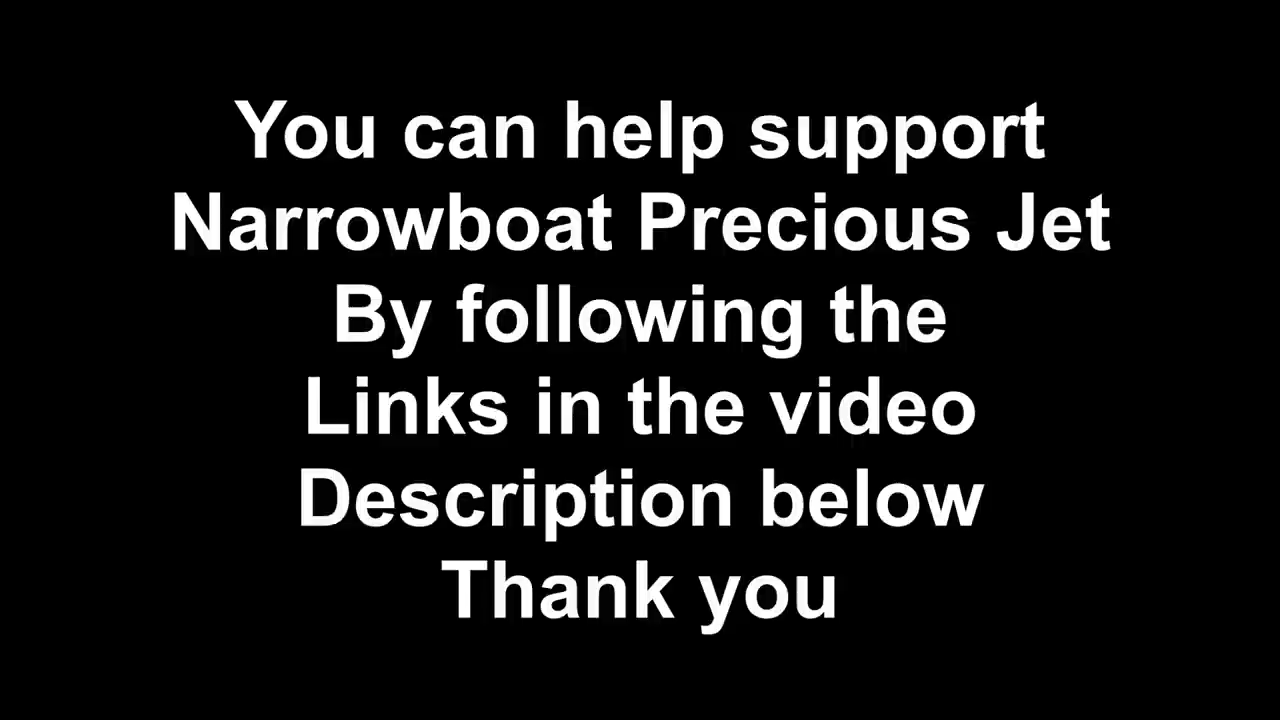 You can help support
Narrowboat Precious Jet
By following the
Links in the video
Description below
Thank you